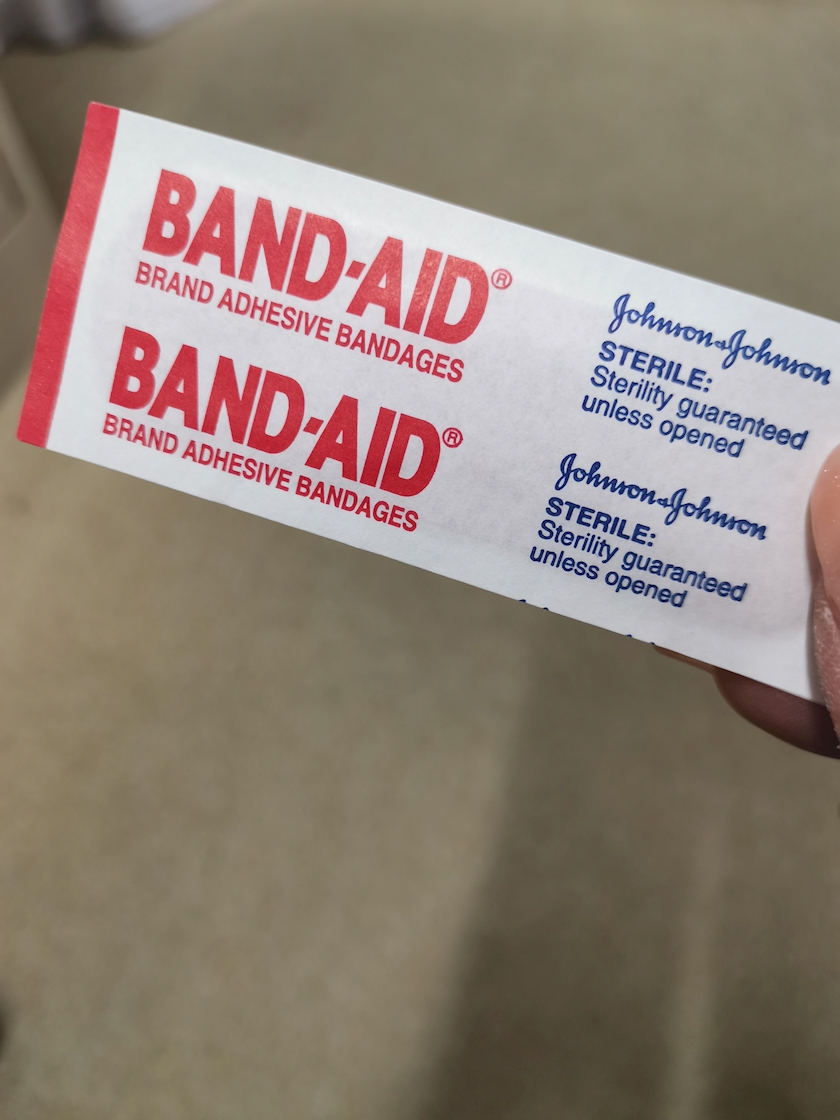 BAND-AID®
BRAND ADHESIVE BANDAGES
Johnson & Johnson
STERILE:
Sterility guaranteed
unless opened
BAND-AID®
BRAND ADHESIVE BANDAGES
Johnson & Johnson
STERILE:
Sterility guaranteed
unless opened